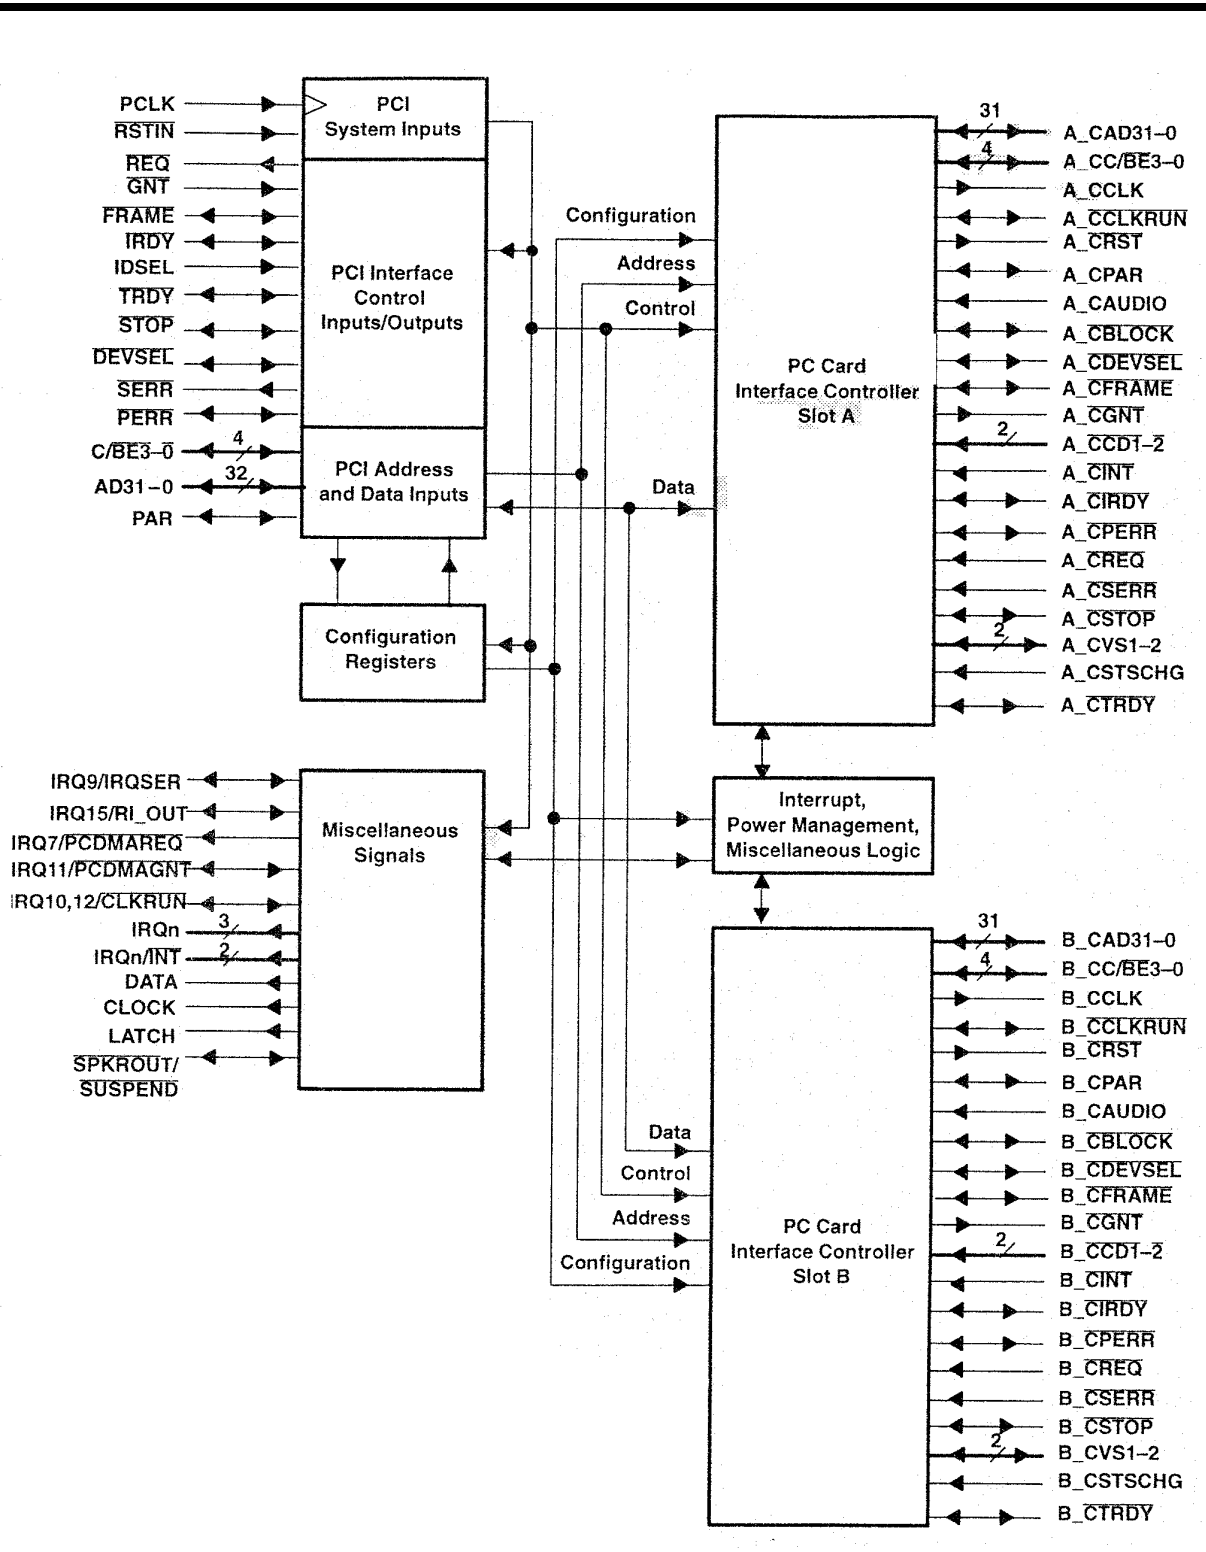 PCLK
RSTIN
REQ
GNT
FRAME
IRDY
IDSEL
TRDY
STOP
DEVSEL
SERR
PERR
C/BE3–0
4
AD31–0
32
PAR
PCI
System Inputs
PCI Interface
Control
Inputs/Outputs
PCI Address
and Data Inputs
Configuration
Registers
Configuration
Address
Control
Data
PC Card
Interface Controller
Slot A
31
A_CAD31–0
4
A_CC/BE3–0
A_CCLK
A_CCLKRUN
A_CRST
A_CPAR
A_CAUDIO
A_CBLOCK
A_CDEVSEL
A_CFRAME
A_CGNT
2
A_CCD1–2
A_CINT
A_CIRDY
A_CPERR
A_CREQ
A_CSERR
A_CSTOP
2
A_CVS1–2
A_CSTSCHG
A_CTRDY
IRQ9/IRQSER
IRQ15/RI_OUT
IRQ7/PCDMAREQ
IRQ11/PCDMAGNT
IRQ10,12/CLKRUN
IRQn
3
IRQn/INT
2
DATA
CLOCK
LATCH
SPKROUT/
SUSPEND
Miscellaneous
Signals
Interrupt,
Power Management,
Miscellaneous Logic
Data
Control
Address
Configuration
PC Card
Interface Controller
Slot B
31
B_CAD31–0
4
B_CC/BE3–0
B_CCLK
B_CCLKRUN
B_CRST
B_CPAR
B_CAUDIO
B_CBLOCK
B_CDEVSEL
B_CFRAME
B_CGNT
2
B_CCD1–2
B_CINT
B_CIRDY
B_CPERR
B_CREQ
B_CSERR
B_CSTOP
2
B_CVS1–2
B_CSTSCHG
B_CTRDY